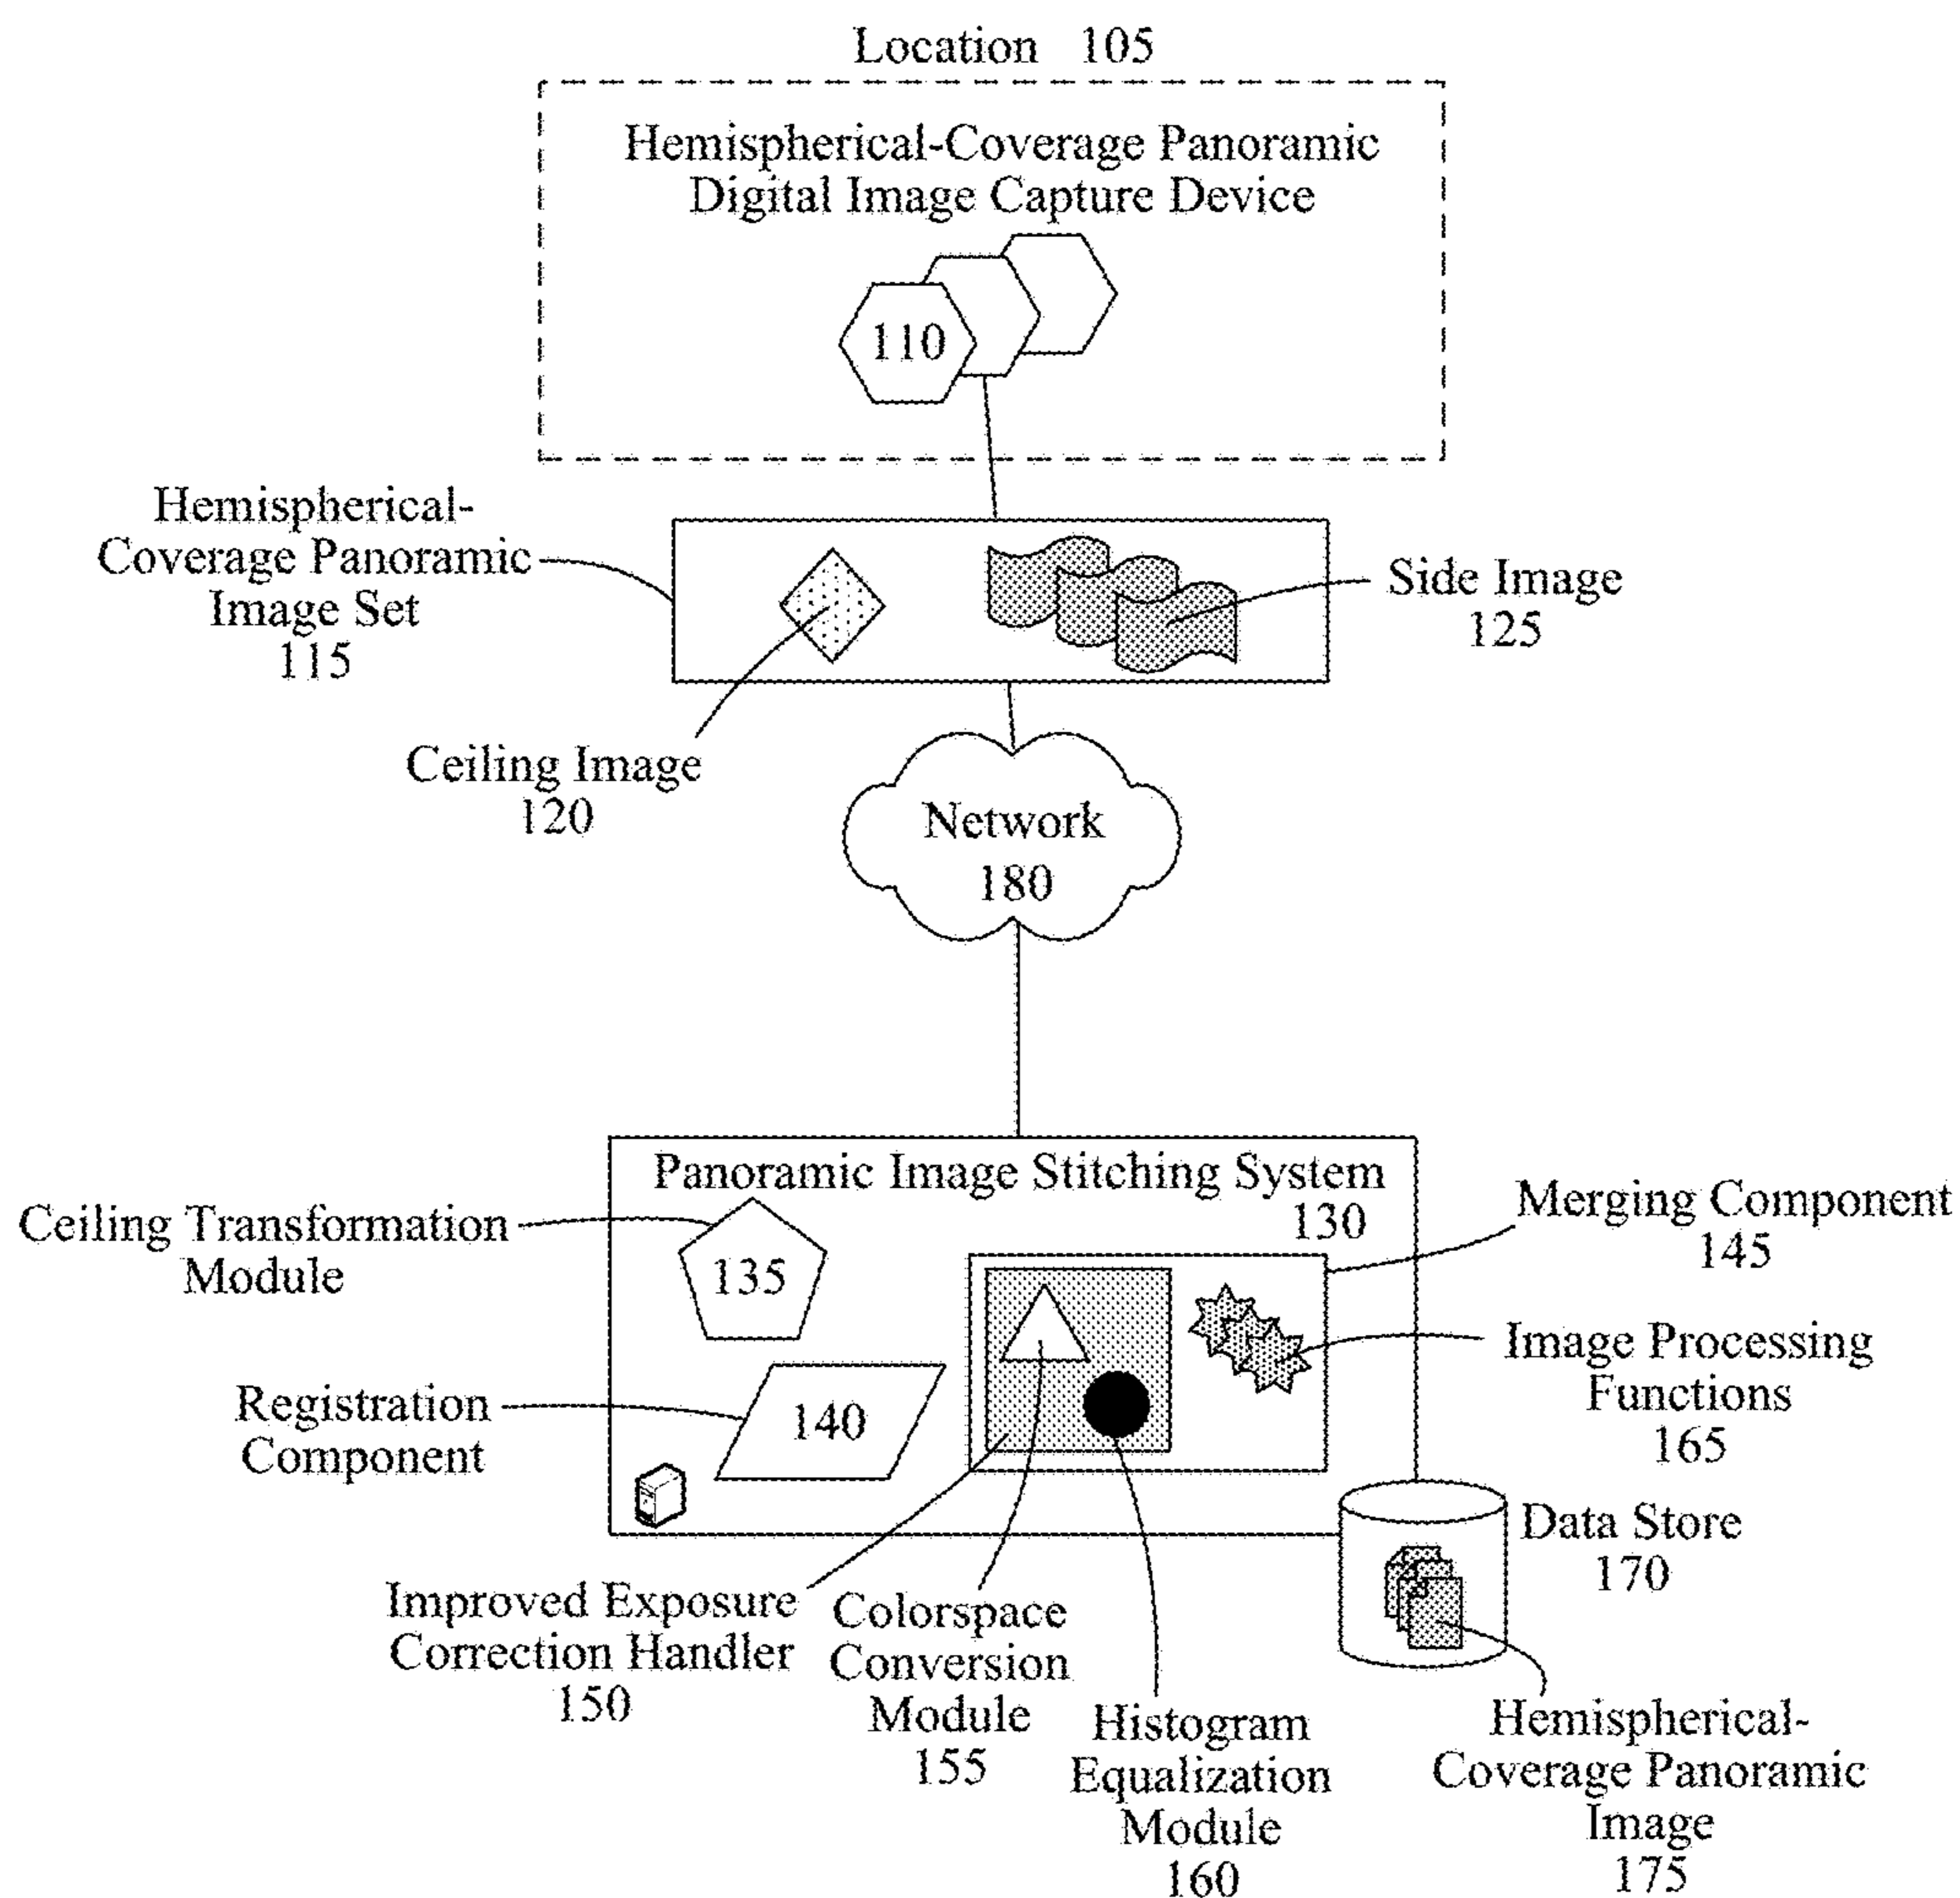 Location 105
Hemispherical-Coverage Panoramic
Digital Image Capture Device
110
Hemispherical-
Coverage Panoramic
Image Set
115
Side Image
125
Ceiling Image
120
Network
180
Panoramic Image Stitching System
130
Ceiling Transformation
Module
135
Merging Component
145
Image Processing
Functions
165
Registration
Component
140
Data Store
170
Improved Exposure
Correction Handler
150
Colorspace
Conversion
Module
155
Histogram
Equalization
Module
160
Hemispherical-
Coverage Panoramic
Image
175